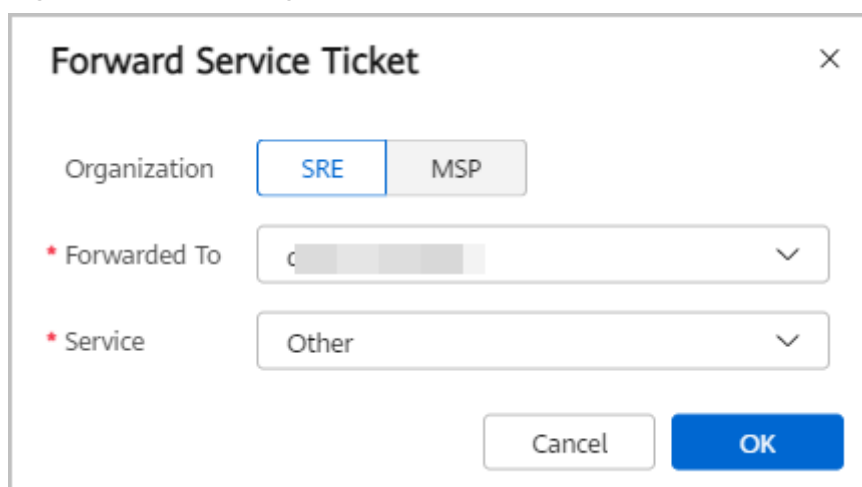 Forward Service Ticket
Organization SRE MSP
* Forwarded To
* Service Other
Cancel OK